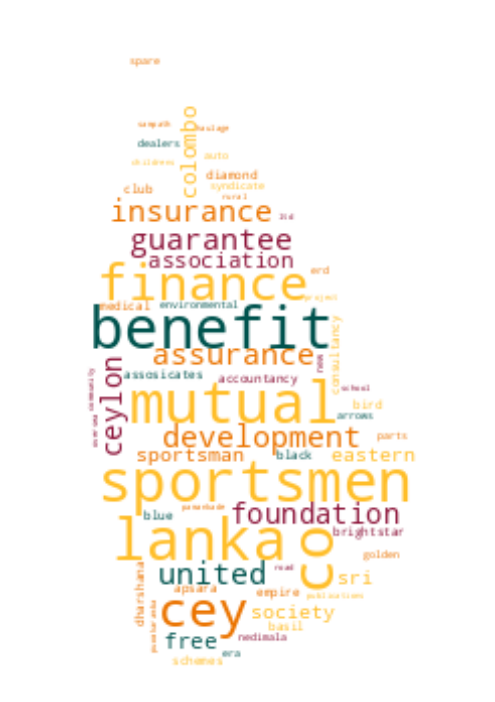 spare
sampath
haulage
colombo
dealers
auto
childrens
diamond
club
syndicate
rural
insurance
ltd
guarantee
association
erd
finance
project
medical
environmental
benefit
assurance
new
consultancy
ceylon
assosicates
accountancy
community
school
mutual
bird
arrows
development
parts
sportsman
black
eastern
sportsmen
foundation
blue
brightstar
lanka
co
golden
united
road
sri
dharshana
apsara
empire
publications
cey
society
basil
free
nedimala
era
schemes